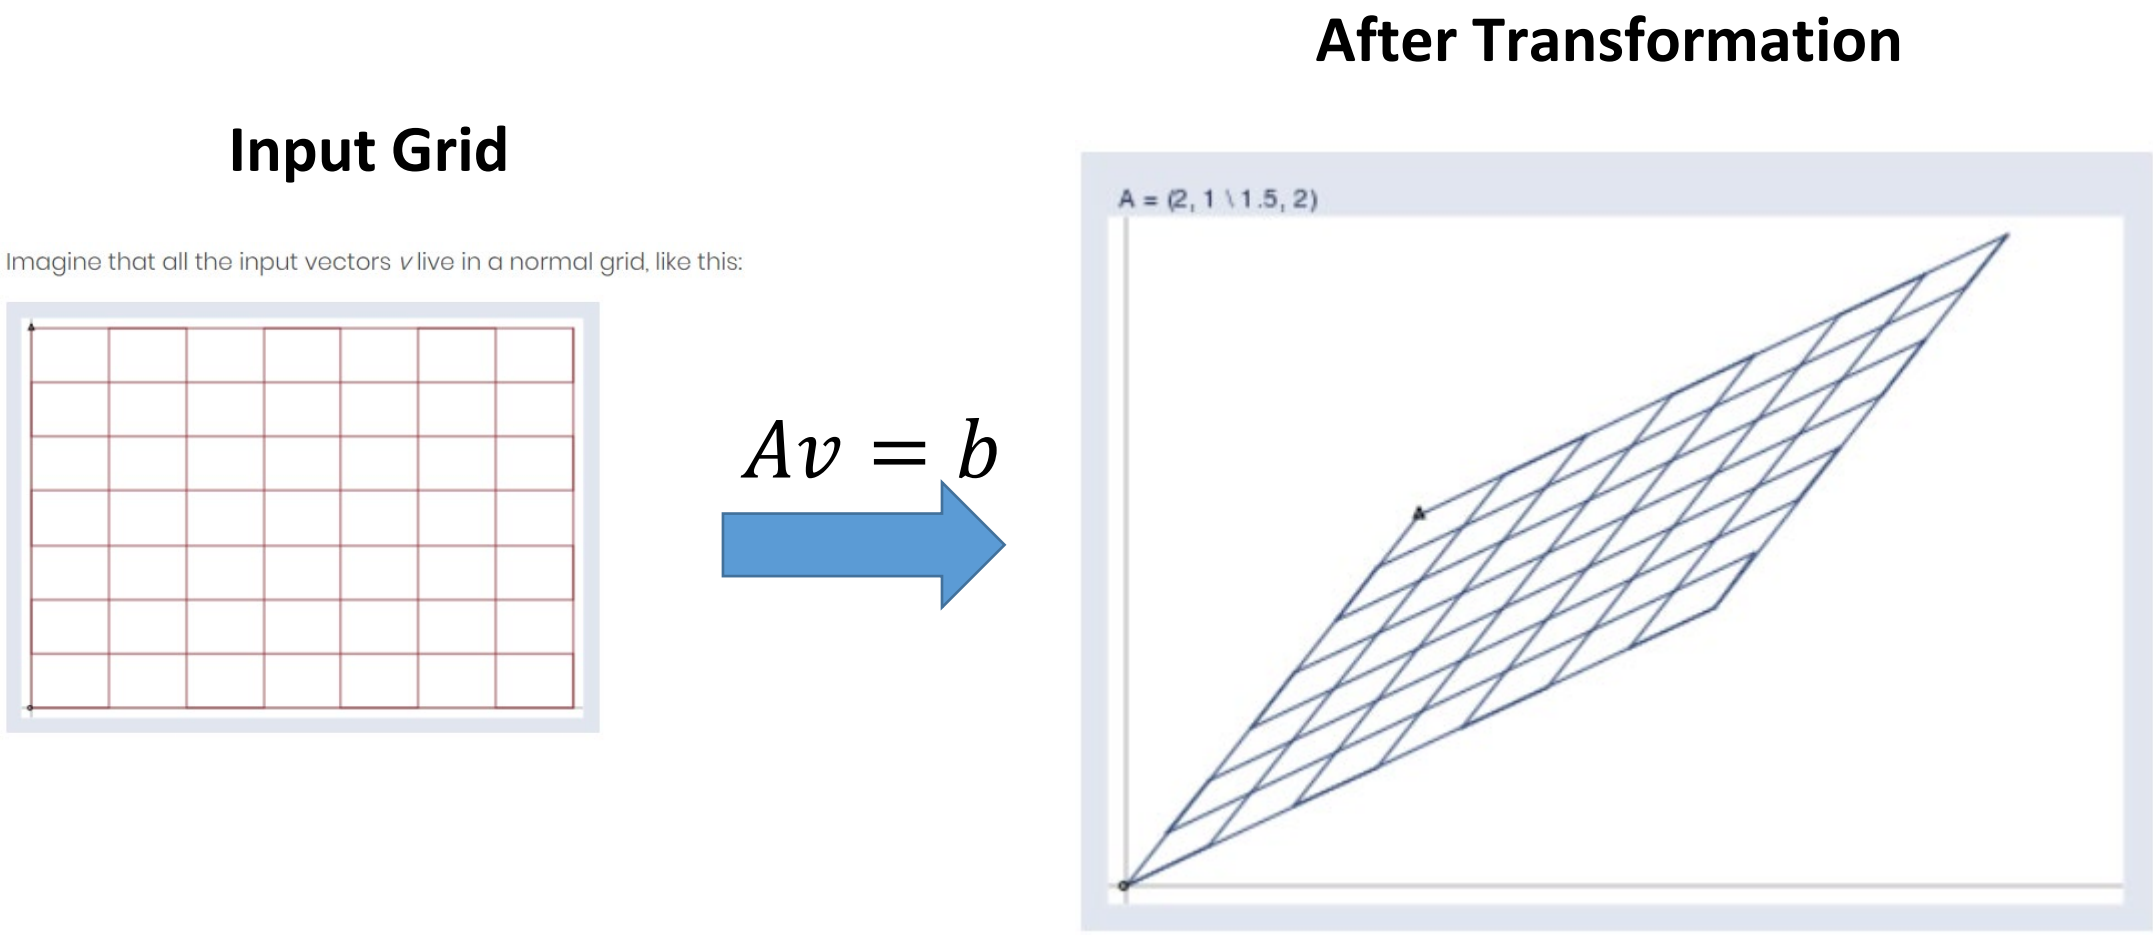 After Transformation
Input Grid
A = (2, 1 \ 1.5, 2)
Imagine that all the input vectors v live in a normal grid, like this:
Av = b